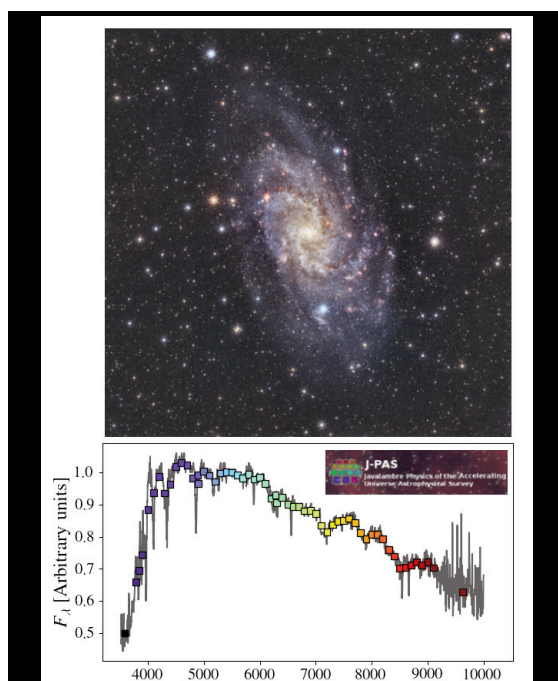 J-PAS
Javalambre Physics of the Accelerating
Universe Astrophysical Survey
F_λ [Arbitrary units]
1.0
0.9
0.8
0.7
0.6
0.5
4000 5000 6000 7000 8000 9000 10000